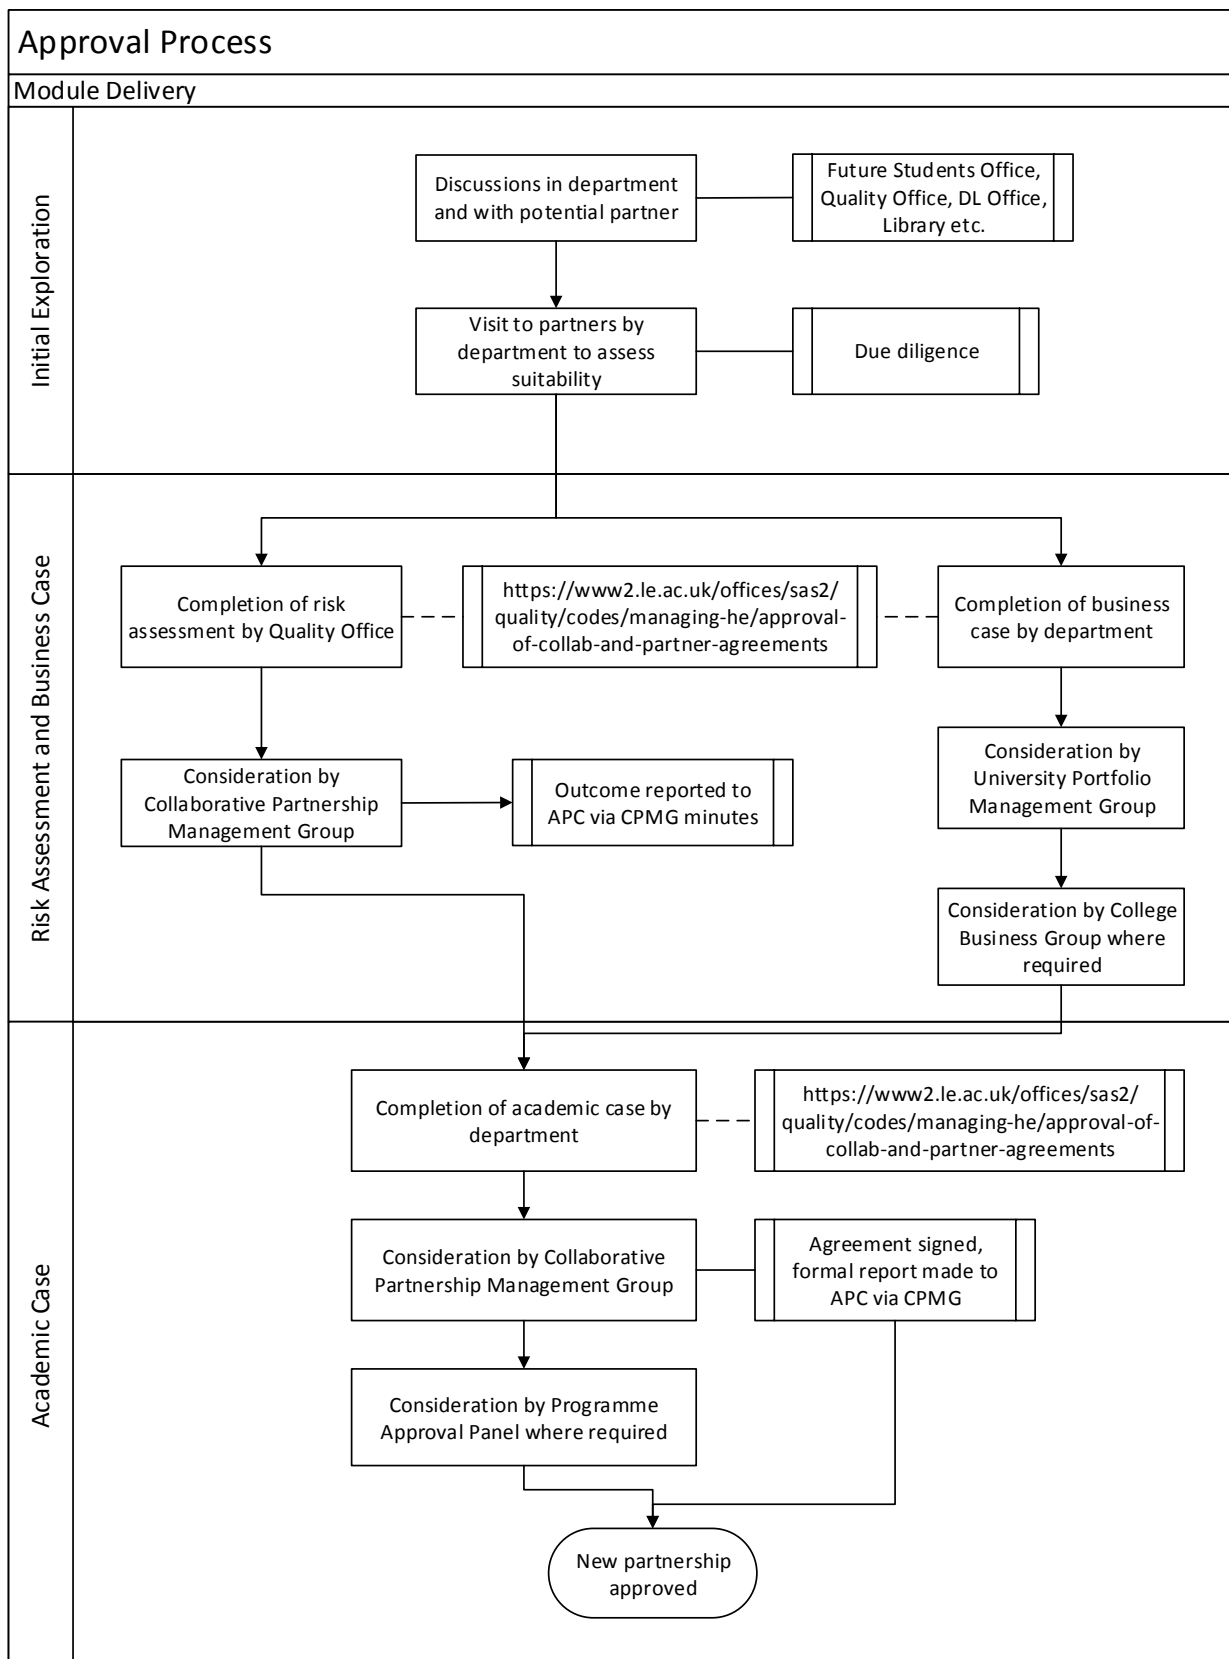 Approval Process
Module Delivery
Initial Exploration
Discussions in department
and with potential partner
Future Students Office,
Quality Office, DL Office,
Library etc.
Visit to partners by
department to assess
suitability
Due diligence
Risk Assessment and Business Case
Completion of risk
assessment by Quality Office
https://www2.le.ac.uk/offices/sas2/
quality/codes/managing-he/approval-
of-collab-and-partner-agreements
Completion of business
case by department
Consideration by
Collaborative Partnership
Management Group
Outcome reported to
APC via CPMG minutes
Consideration by
University Portfolio
Management Group
Consideration by College
Business Group where
required
Academic Case
Completion of academic case by
department
https://www2.le.ac.uk/offices/sas2/
quality/codes/managing-he/approval-of-
collab-and-partner-agreements
Consideration by Collaborative
Partnership Management Group
Agreement signed,
formal report made to
APC via CPMG
Consideration by Programme
Approval Panel where required
New partnership
approved